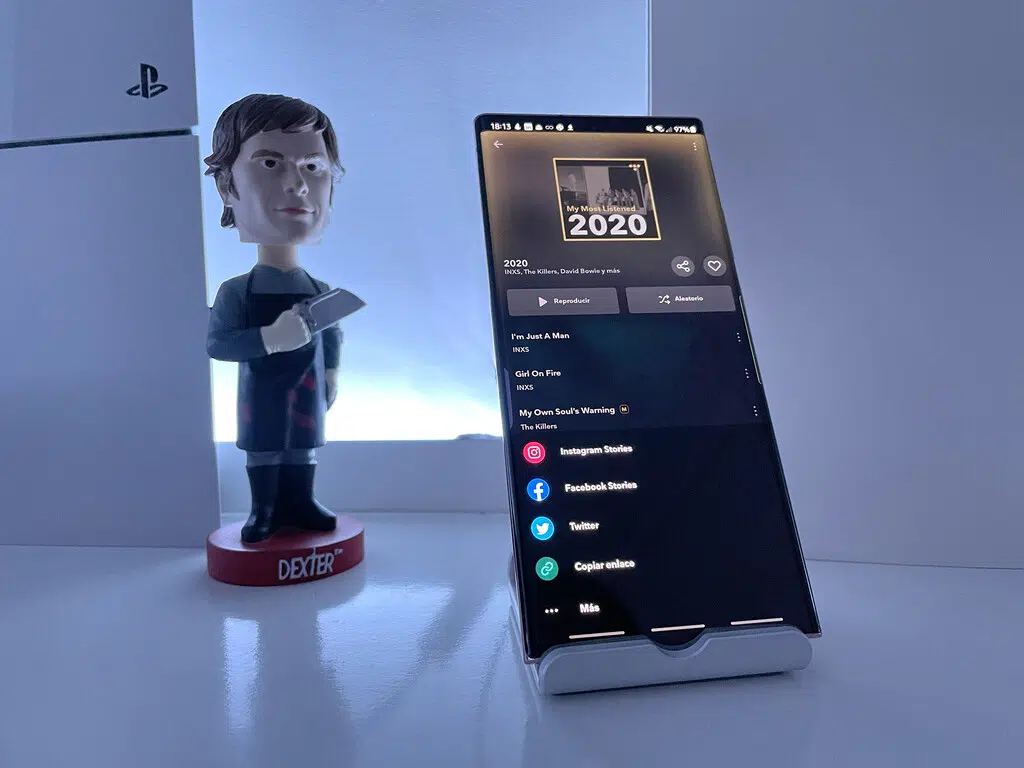 18:13
97%
My Most Listened
2020
2020
INXS, The Killers, David Bowie y más
Reproducir
Aleatorio
I'm Just A Man
INXS
Girl On Fire
INXS
My Own Soul's Warning M
The Killers
Instagram Stories
Facebook Stories
Twitter
Copiar enlace
Más
DEXTER™